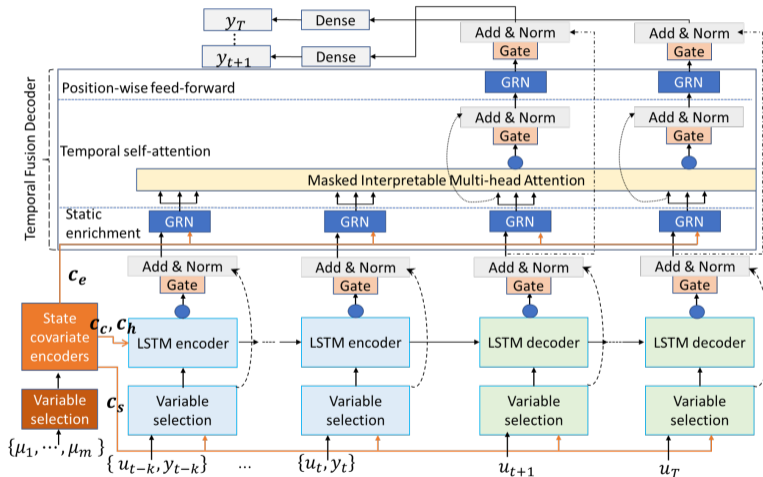 y_T
Dense
Add & Norm
Add & Norm
⋮
y_{t+1}
Dense
Gate
Gate
Temporal Fusion Decoder
Position-wise feed-forward
GRN
GRN
Add & Norm
Add & Norm
Gate
Gate
Temporal self-attention
Masked Interpretable Multi-head Attention
Static
enrichment
GRN
GRN
GRN
GRN
c_e
Add & Norm
Add & Norm
Add & Norm
Add & Norm
Gate
Gate
Gate
Gate
State
covariate
encoders
c_c, c_h
LSTM encoder
...
LSTM encoder
LSTM decoder
...
LSTM decoder
Variable
selection
c_s
Variable
selection
Variable
selection
Variable
selection
Variable
selection
{μ_1, ⋯, μ_m}
{u_{t-k}, y_{t-k}}
...
{u_t, y_t}
u_{t+1}
u_T